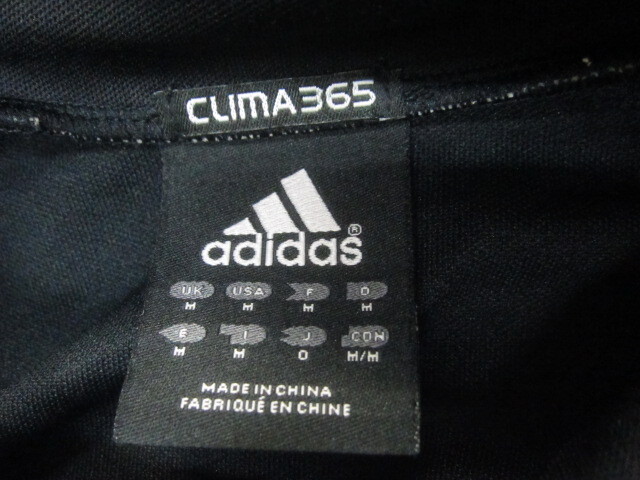 CLIMA365
adidas®
UK USA F D
M M M M
E I J CDN
M M O M/M
MADE IN CHINA
FABRIQUÉ EN CHINE